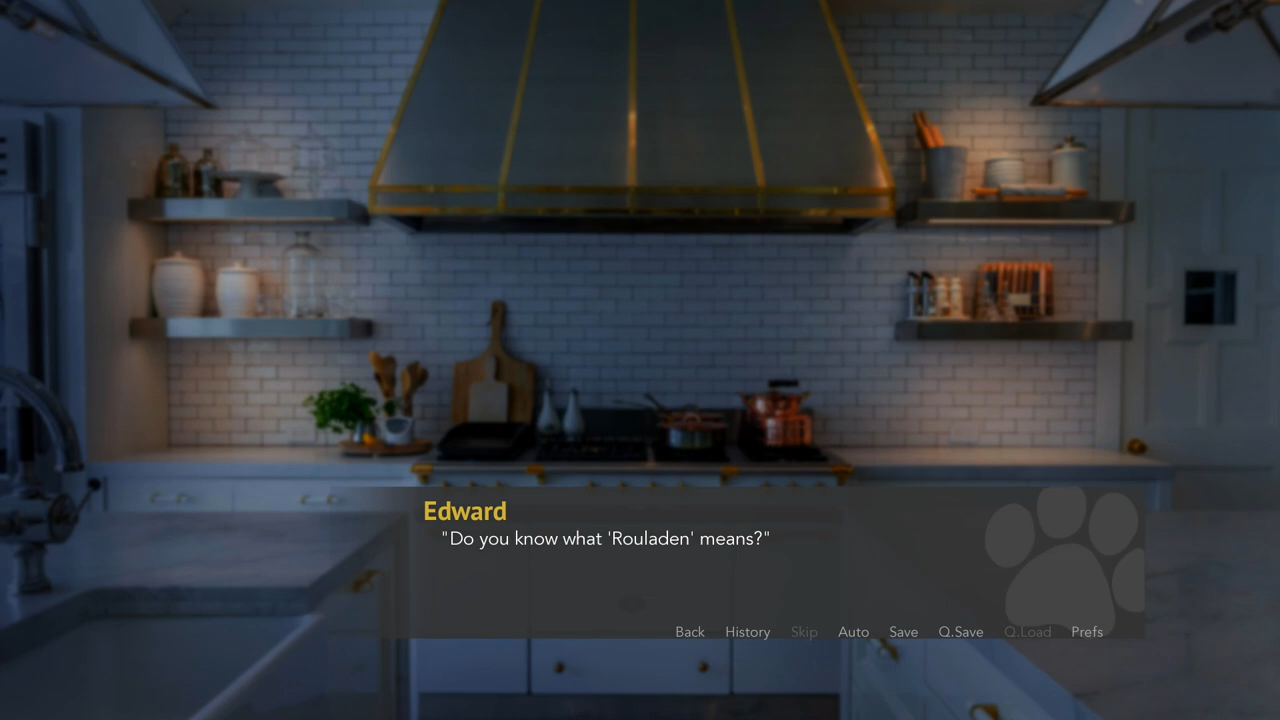 Edward
"Do you know what 'Rouladen' means?"
Back History Skip Auto Save Q.Save Q.Load Prefs